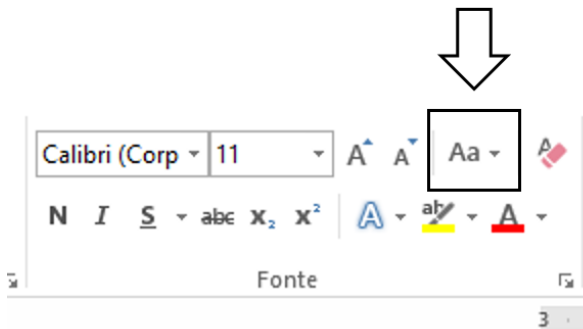 Calibri (Corp 11 A A Aa A
N I S abc X₂ X² A ab A
Fonte
3